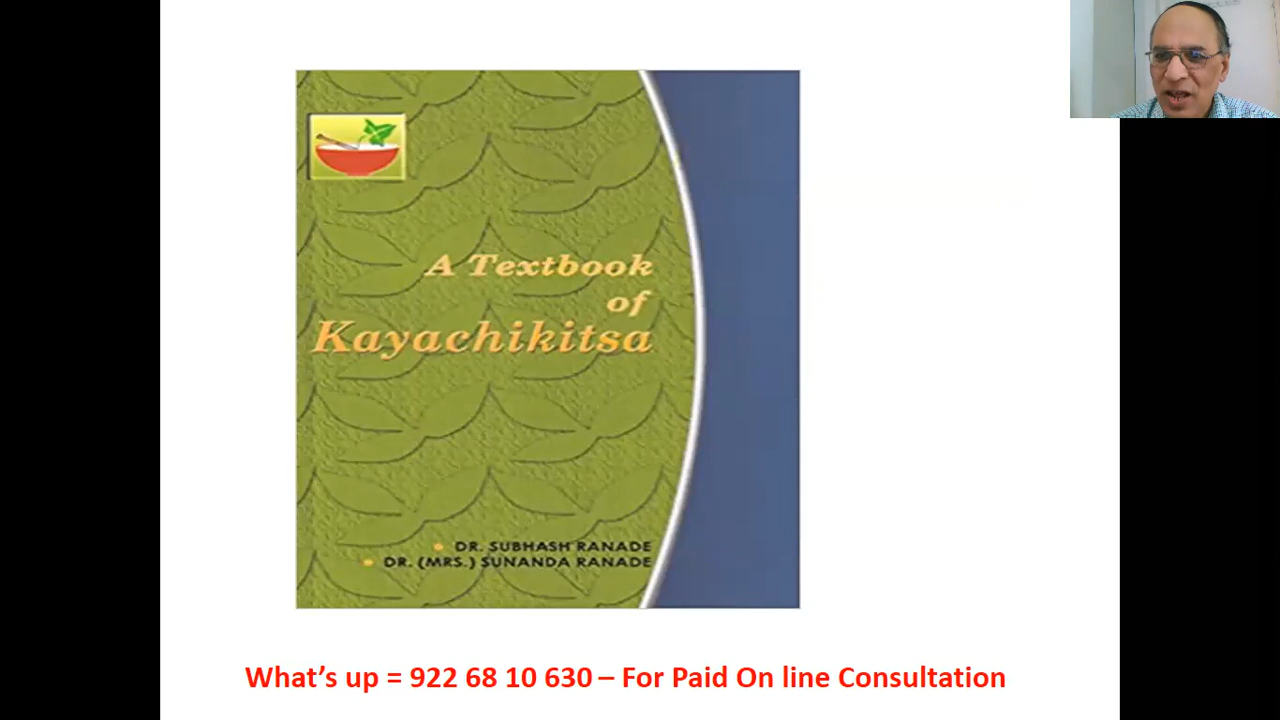 A Textbook
of
Kayachikitsa
DR. SUBHASH RANADE
DR. (MRS.) SUNANDA RANADE
What's up = 922 68 10 630 – For Paid On line Consultation